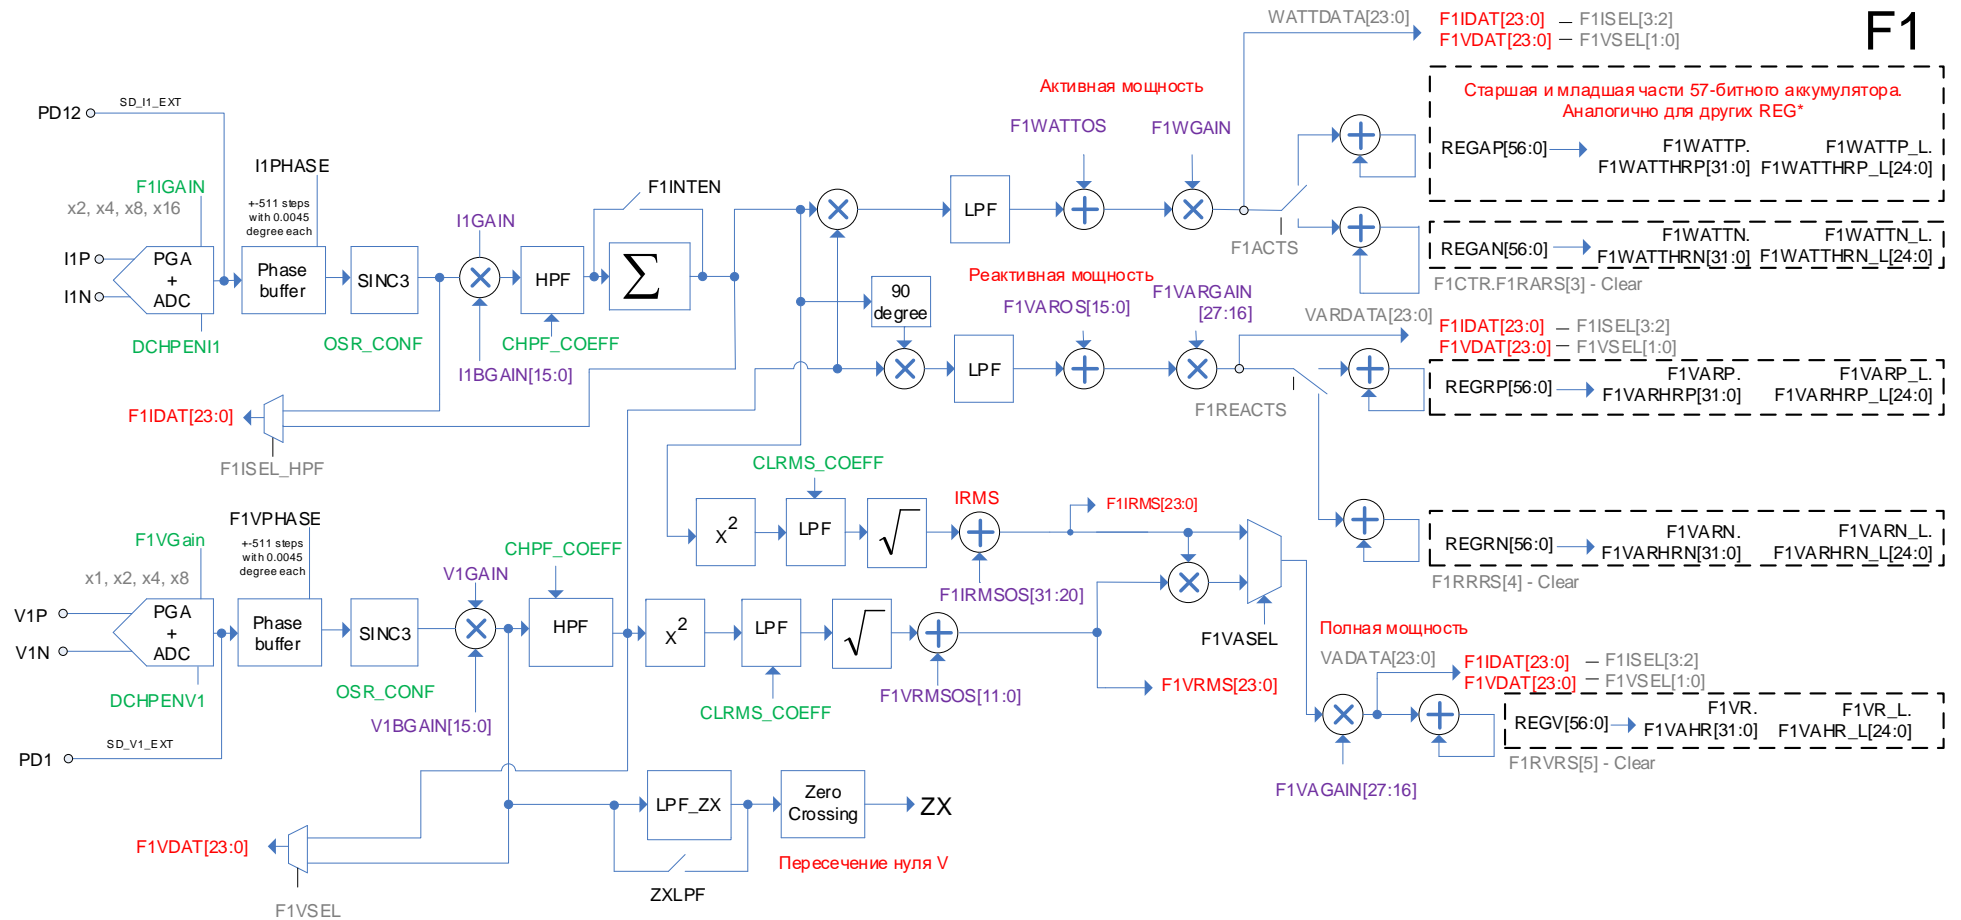 WATTDATA[23:0]
F1IDAT[23:0] – F1ISEL[3:2]
F1VDAT[23:0] – F1VSEL[1:0]
F1
Старшая и младшая части 57-битного аккумулятора.
Аналогично для других REG*
REGAP[56:0]
F1WATTP.
F1WATTHRP[31:0]
F1WATTP_L.
F1WATTHRP_L[24:0]
Активная мощность
F1WATTOS
F1WGAIN
PD12
SD_I1_EXT
I1PHASE
+-511 steps
with 0.0045
degree each
F1IGAIN
x2, x4, x8, x16
I1P
I1N
PGA
+
ADC
Phase
buffer
SINC3
I1GAIN
HPF
F1INTEN
Σ
LPF
F1ACTS
REGAN[56:0]
F1WATTN.
F1WATTHRN[31:0]
F1WATTN_L.
F1WATTHRN_L[24:0]
F1CTR.F1RARS[3] - Clear
DCHPENI1
OSR_CONF
CHPF_COEFF
I1BGAIN[15:0]
90
degree
Реактивная мощность
F1VAROS[15:0]
F1VARGAIN
[27:16]
VARDATA[23:0]
F1IDAT[23:0] – F1ISEL[3:2]
F1VDAT[23:0] – F1VSEL[1:0]
LPF
F1REACTS
REGRP[56:0]
F1VARP.
F1VARHRP[31:0]
F1VARP_L.
F1VARHRP_L[24:0]
F1IDAT[23:0]
F1ISEL_HPF
CLRMS_COEFF
X²
LPF
√
IRMS
F1IRMS[23:0]
F1IRMSOS[31:20]
REGRN[56:0]
F1VARN.
F1VARHRN[31:0]
F1VARN_L.
F1VARHRN_L[24:0]
F1RRRS[4] - Clear
F1VPHASE
+-511 steps
with 0.0045
degree each
F1VGain
x1, x2, x4, x8
V1P
V1N
PGA
+
ADC
Phase
buffer
SINC3
V1GAIN
CHPF_COEFF
HPF
X²
LPF
√
F1VASEL
DCHPENV1
OSR_CONF
V1BGAIN[15:0]
CLRMS_COEFF
F1VRMSOS[11:0]
F1VRMS[23:0]
Полная мощность
VADATA[23:0]
F1IDAT[23:0] – F1ISEL[3:2]
F1VDAT[23:0] – F1VSEL[1:0]
REGV[56:0]
F1VR.
F1VAHR[31:0]
F1VR_L.
F1VAHR_L[24:0]
F1RVRS[5] - Clear
F1VAGAIN[27:16]
PD1
SD_V1_EXT
LPF_ZX
Zero
Crossing
ZX
F1VDAT[23:0]
F1VSEL
ZXLPF
Пересечение нуля V